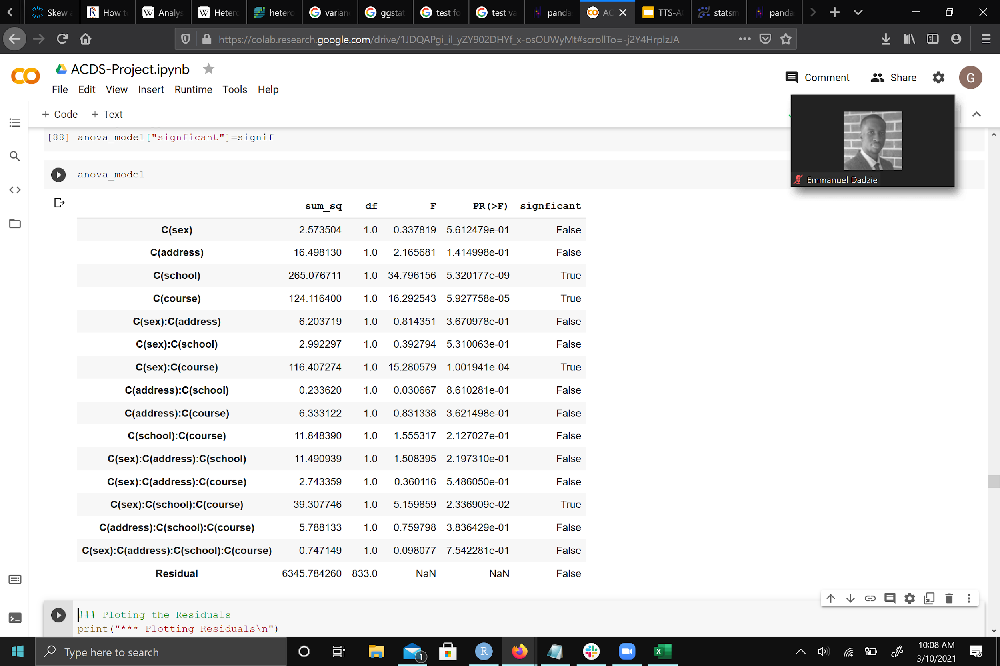 Skew
How to
Analys
Heterc
hetero
varian
ggstat
test fo
test va
panda
AC
TTS-A
statsm
panda
https://colab.research.google.com/drive/1JDQAPgi_il_yZY902DHYf_x-osOUWyMt#scrollTo=-j2Y4HrplzJA
ACDS-Project.ipynb
Comment Share G
File Edit View Insert Runtime Tools Help
+ Code + Text
[88] anova_model["signficant"]=signif
anova_model
Emmanuel Dadzie
sum_sq df F PR(>F) signficant
C(sex) 2.573504 1.0 0.337819 5.612479e-01 False
C(address) 16.498130 1.0 2.165681 1.414998e-01 False
C(school) 265.076711 1.0 34.796156 5.320177e-09 True
C(course) 124.116400 1.0 16.292543 5.927758e-05 True
C(sex):C(address) 6.203719 1.0 0.814351 3.670978e-01 False
C(sex):C(school) 2.992297 1.0 0.392794 5.310063e-01 False
C(sex):C(course) 116.407274 1.0 15.280579 1.001941e-04 True
C(address):C(school) 0.233620 1.0 0.030667 8.610281e-01 False
C(address):C(course) 6.333122 1.0 0.831338 3.621498e-01 False
C(school):C(course) 11.848390 1.0 1.555317 2.127027e-01 False
C(sex):C(address):C(school) 11.490939 1.0 1.508395 2.197310e-01 False
C(sex):C(address):C(course) 2.743359 1.0 0.360116 5.486050e-01 False
C(sex):C(school):C(course) 39.307746 1.0 5.159859 2.336909e-02 True
C(address):C(school):C(course) 5.788133 1.0 0.759798 3.836429e-01 False
C(sex):C(address):C(school):C(course) 0.747149 1.0 0.098077 7.542281e-01 False
Residual 6345.784260 833.0 NaN NaN False
### Ploting the Residuals
print("*** Plotting Residuals\n")
Type here to search
1
10:08 AM
3/10/2021